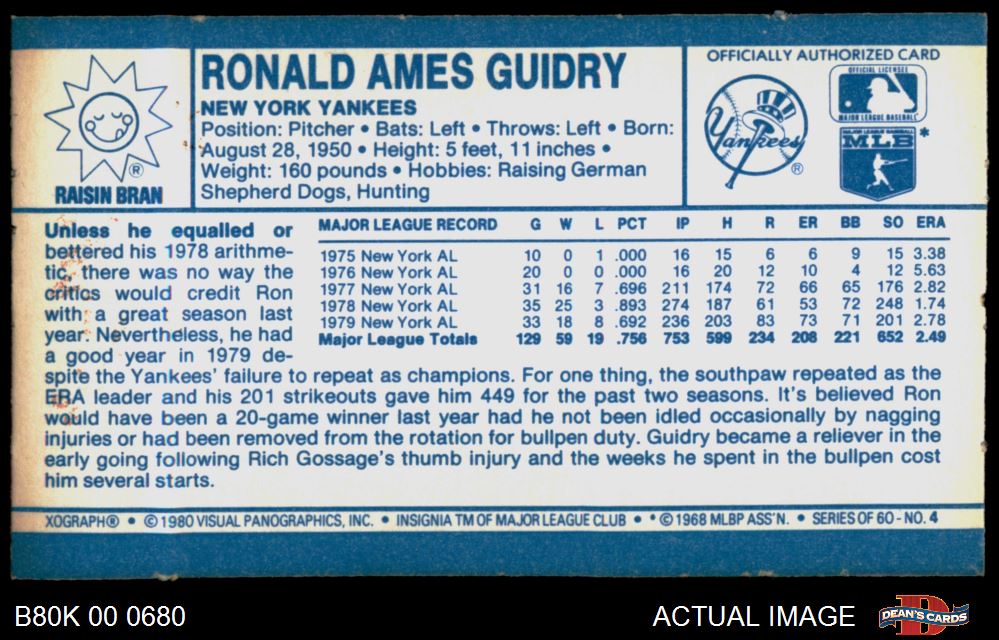 RONALD AMES GUIDRY
NEW YORK YANKEES
Position: Pitcher • Bats: Left • Throws: Left • Born:
August 28, 1950 • Height: 5 feet, 11 inches •
Weight: 160 pounds • Hobbies: Raising German
Shepherd Dogs, Hunting
®
RAISIN BRAN
OFFICIALLY AUTHORIZED CARD
Yankees
®
OFFICIAL LICENSEE
MAJOR LEAGUE BASEBALL
MAJOR LEAGUE BASEBALL
MLB *
Unless he equalled or
bettered his 1978 arithme-
tic, there was no way the
critics would credit Ron
with a great season last
year. Nevertheless, he had
a good year in 1979 de-
spite the Yankees' failure to repeat as champions. For one thing, the southpaw repeated as the
ERA leader and his 201 strikeouts gave him 449 for the past two seasons. It's believed Ron
would have been a 20-game winner last year had he not been idled occasionally by nagging
injuries or had been removed from the rotation for bullpen duty. Guidry became a reliever in the
early going following Rich Gossage's thumb injury and the weeks he spent in the bullpen cost
him several starts.
MAJOR LEAGUE RECORD G W L PCT IP H R ER BB SO ERA
1975 New York AL 10 0 1 .000 16 15 6 6 9 15 3.38
1976 New York AL 20 0 0 .000 16 20 12 10 4 12 5.63
1977 New York AL 31 16 7 .696 211 174 72 66 65 176 2.82
1978 New York AL 35 25 3 .893 274 187 61 53 72 248 1.74
1979 New York AL 33 18 8 .692 236 203 83 73 71 201 2.78
Major League Totals 129 59 19 .756 753 599 234 208 221 652 2.49
XOGRAPH® • © 1980 VISUAL PANOGRAPHICS, INC. • INSIGNIA TM OF MAJOR LEAGUE CLUB • * © 1968 MLBP ASS'N. • SERIES OF 60 - NO. 4
B80K 00 0680
ACTUAL IMAGE
DEAN'S CARDS